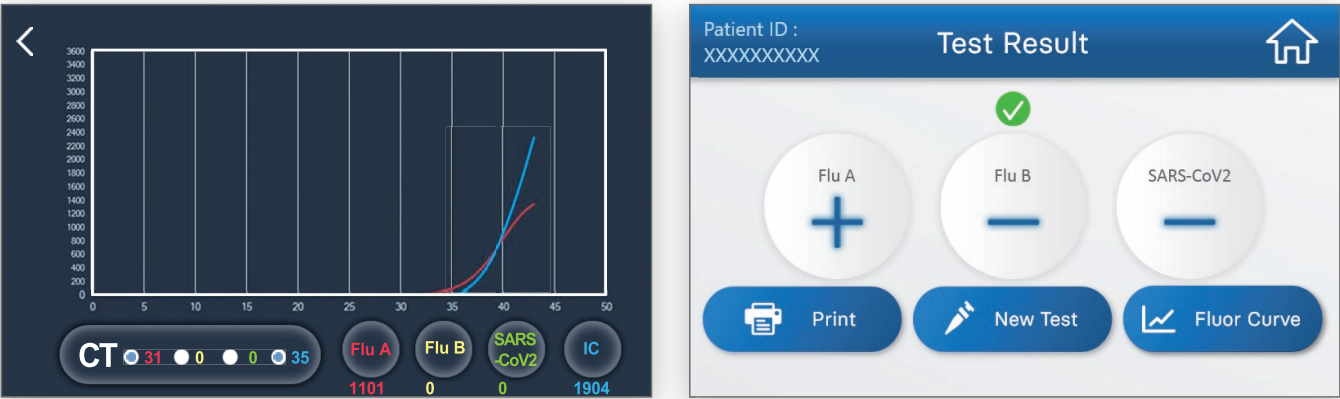 3600
3400
3200
3000
2800
2600
2400
2200
2000
1800
1600
1400
1200
1000
800
600
400
200
0
0 5 10 15 20 25 30 35 40 45 50
CT 31 0 0 35
Flu A
1101
Flu B
0
SARS
-CoV2
0
IC
1904
Patient ID :
XXXXXXXXXX
Test Result
Flu A
+
Flu B
−
SARS-CoV2
−
Print
New Test
Fluor Curve